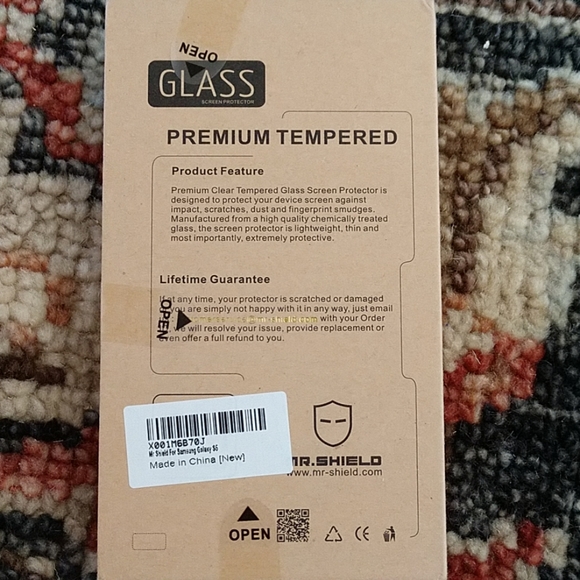 OPEN
GLASS
SCREEN PROTECTOR
PREMIUM TEMPERED
Product Feature
Premium Clear Tempered Glass Screen Protector is
designed to protect your device screen against
impact, scratches, dust and fingerprint smudges.
Manufactured from a high quality chemically treated
glass, the screen protector is lightweight, thin and
most importantly, extremely protective.
Lifetime Guarantee
If at any time, your protector is scratched or damaged
you are simply not happy with it in any way, just email
with your Order
we will resolve your issue, provide replacement or
even offer a full refund to you.
OPEN
X001M6B70J
Mr Shield For Samsung Galaxy S6
Made in China [New]
MR.SHIELD
www.mr-shield.com
OPEN
CE